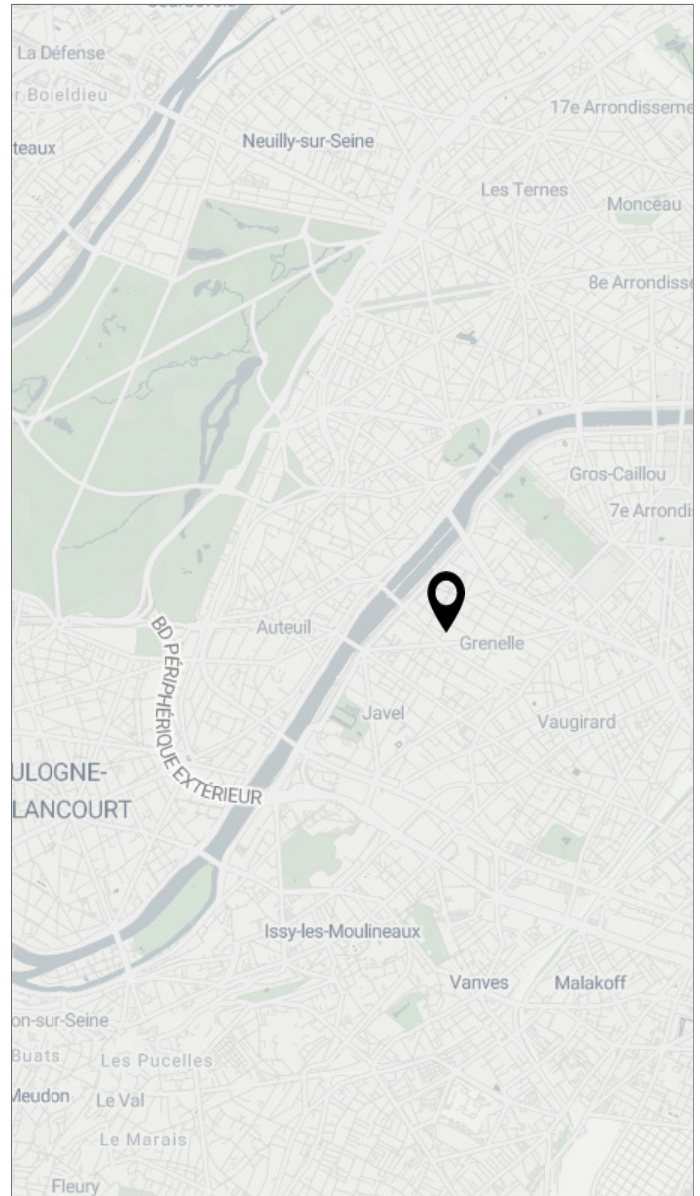 La Défense
r Boieldieu
teaux
Neuilly-sur-Seine
17e Arrondisseme
Les Ternes
Monceau
8e Arrondisse
Gros-Caillou
7e Arrondis
Auteuil
BD PÉRIPHÉRIQUE EXTÉRIEUR
Grenelle
Javel
Vaugirard
ULOGNE-
LANCOURT
Issy-les-Moulineaux
Vanves
Malakoff
on-sur-Seine
Buats
Les Pucelles
Meudon
Le Val
Le Marais
Fleury